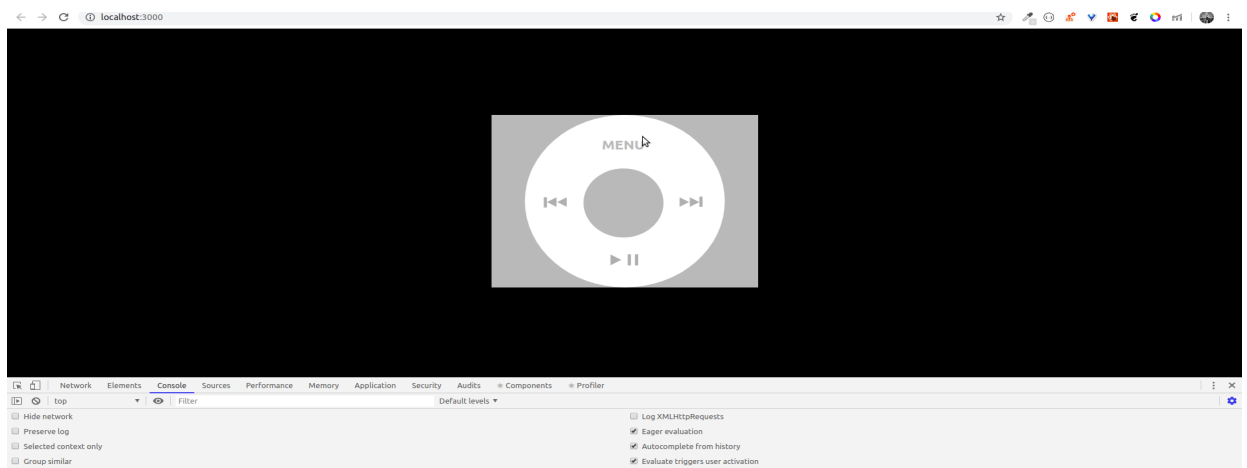 localhost:3000
MENU
Network Elements Console Sources Performance Memory Application Security Audits Components Profiler
top Filter Default levels
Hide network Log XMLHttpRequests
Preserve log Eager evaluation
Selected context only Autocomplete from history
Group similar Evaluate triggers user activation